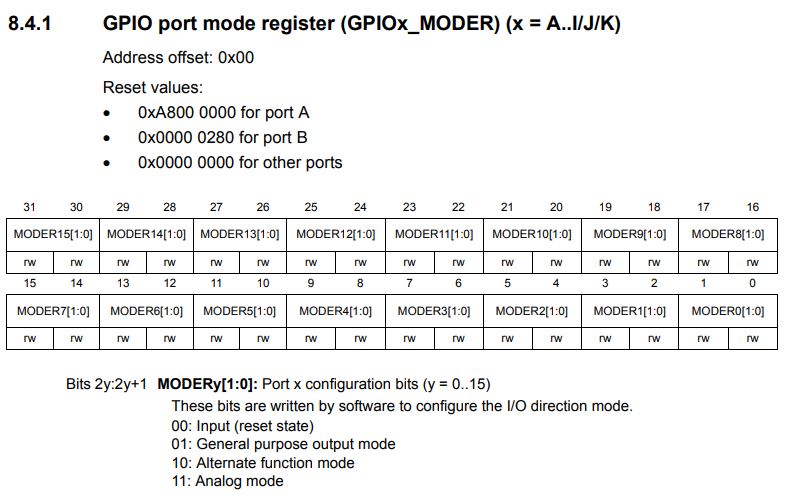 8.4.1 GPIO port mode register (GPIOx_MODER) (x = A..I/J/K)
Address offset: 0x00
Reset values:
• 0xA800 0000 for port A
• 0x0000 0280 for port B
• 0x0000 0000 for other ports
31 30 29 28 27 26 25 24 23 22 21 20 19 18 17 16
MODER15[1:0] MODER14[1:0] MODER13[1:0] MODER12[1:0] MODER11[1:0] MODER10[1:0] MODER9[1:0] MODER8[1:0]
rw rw rw rw rw rw rw rw rw rw rw rw rw rw rw rw
15 14 13 12 11 10 9 8 7 6 5 4 3 2 1 0
MODER7[1:0] MODER6[1:0] MODER5[1:0] MODER4[1:0] MODER3[1:0] MODER2[1:0] MODER1[1:0] MODER0[1:0]
rw rw rw rw rw rw rw rw rw rw rw rw rw rw rw rw
Bits 2y:2y+1 MODERy[1:0]: Port x configuration bits (y = 0..15)
These bits are written by software to configure the I/O direction mode.
00: Input (reset state)
01: General purpose output mode
10: Alternate function mode
11: Analog mode